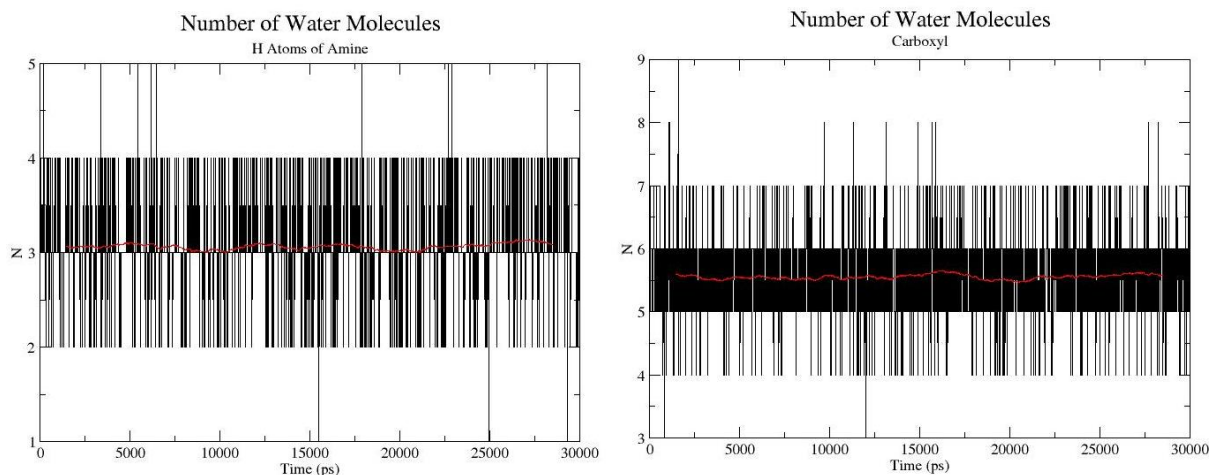 Number of Water Molecules
H Atoms of Amine
5
4
N
3
2
1
0 5000 10000 15000 20000 25000 30000
Time (ps)
Number of Water Molecules
Carboxyl
9
8
7
N
6
5
4
3
0 5000 10000 15000 20000 25000 30000
Time (ps)